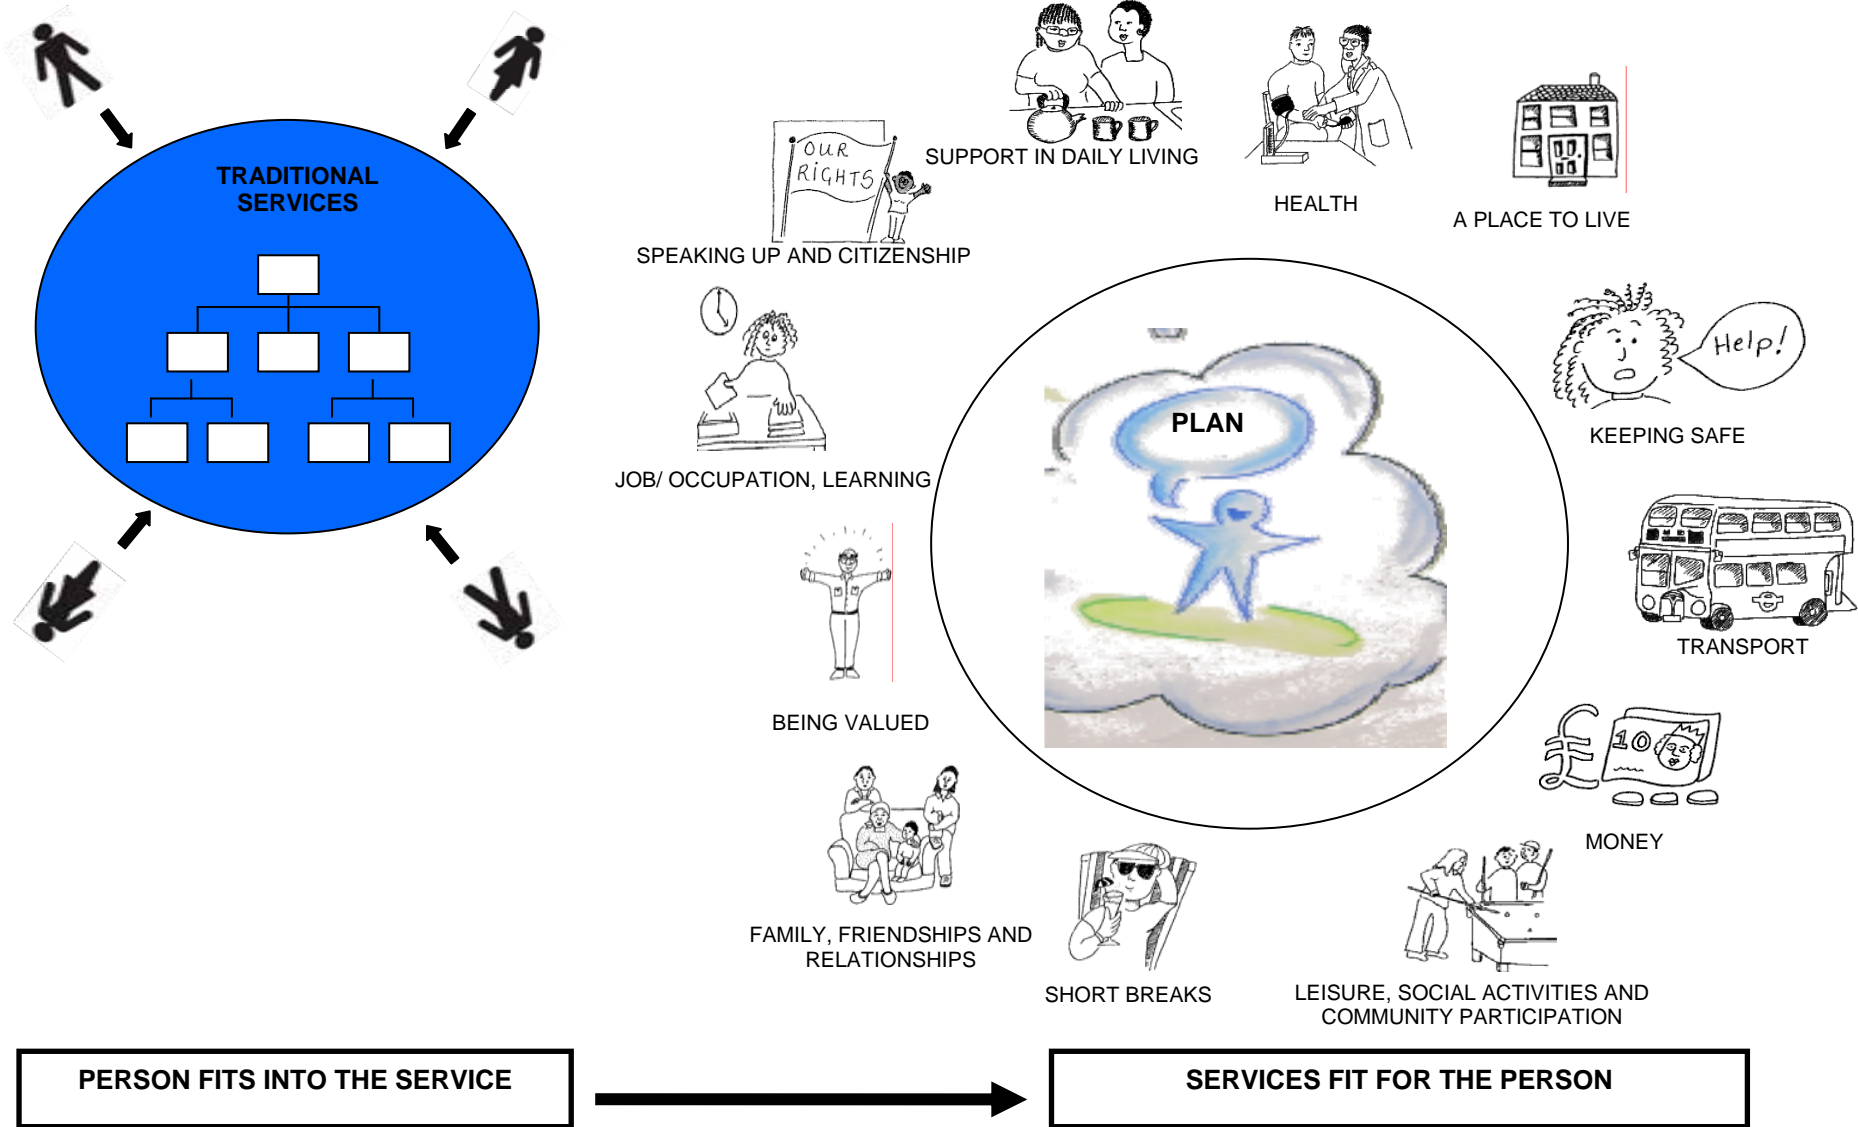 TRADITIONAL
SERVICES
OUR
RIGHTS
SPEAKING UP AND CITIZENSHIP
SUPPORT IN DAILY LIVING
HEALTH
A PLACE TO LIVE
Help!
KEEPING SAFE
JOB/ OCCUPATION, LEARNING
PLAN
TRANSPORT
BEING VALUED
10
£
MONEY
FAMILY, FRIENDSHIPS AND
RELATIONSHIPS
SHORT BREAKS
LEISURE, SOCIAL ACTIVITIES AND
COMMUNITY PARTICIPATION
PERSON FITS INTO THE SERVICE
SERVICES FIT FOR THE PERSON